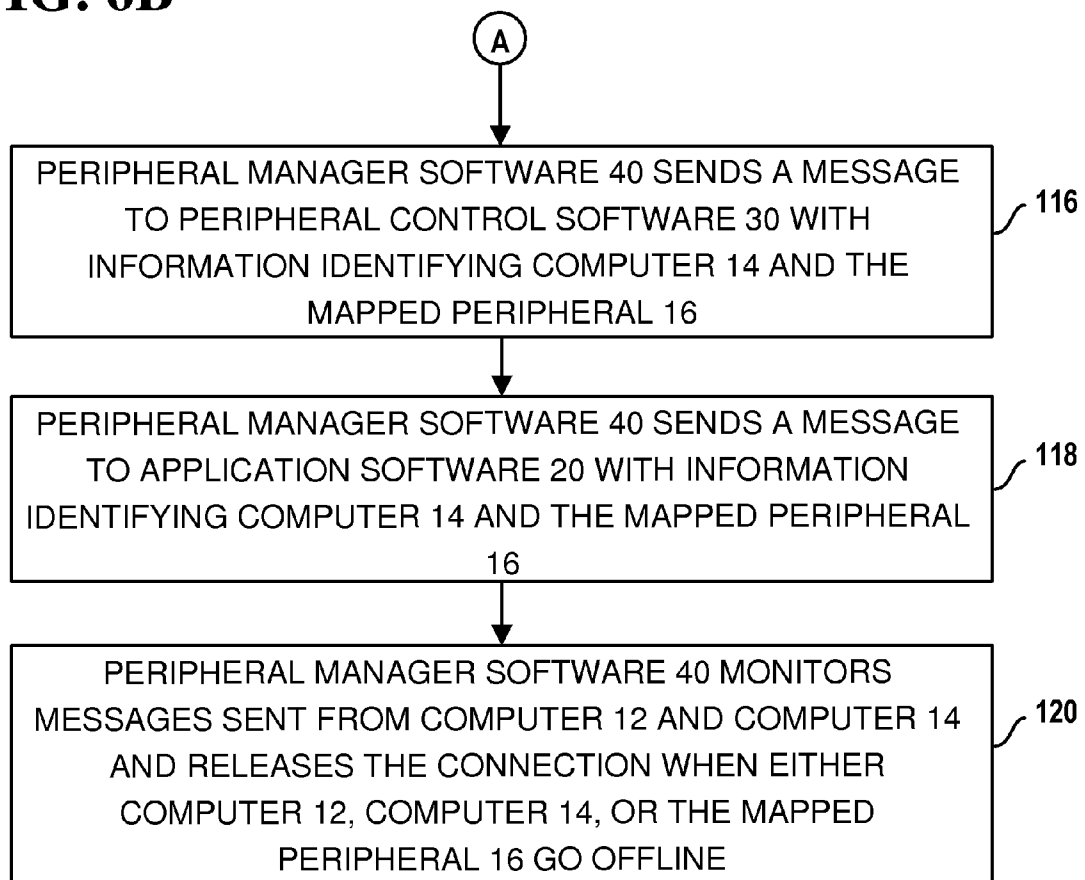 A
PERIPHERAL MANAGER SOFTWARE 40 SENDS A MESSAGE
TO PERIPHERAL CONTROL SOFTWARE 30 WITH
INFORMATION IDENTIFYING COMPUTER 14 AND THE
MAPPED PERIPHERAL 16
116
PERIPHERAL MANAGER SOFTWARE 40 SENDS A MESSAGE
TO APPLICATION SOFTWARE 20 WITH INFORMATION
IDENTIFYING COMPUTER 14 AND THE MAPPED PERIPHERAL
16
118
PERIPHERAL MANAGER SOFTWARE 40 MONITORS
MESSAGES SENT FROM COMPUTER 12 AND COMPUTER 14
AND RELEASES THE CONNECTION WHEN EITHER
COMPUTER 12, COMPUTER 14, OR THE MAPPED
PERIPHERAL 16 GO OFFLINE
120